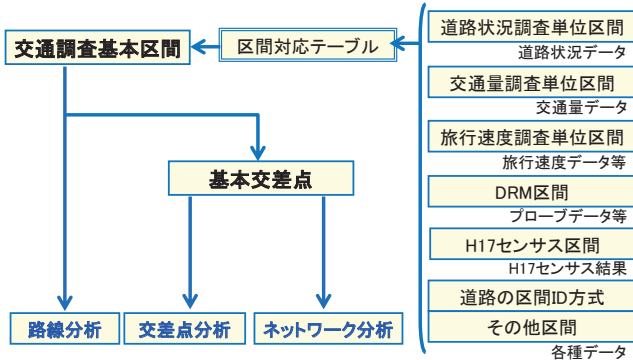 交通調査基本区間
区間対応テーブル
道路状況調査単位区間
道路状況データ
交通量調査単位区間
交通量データ
旅行速度調査単位区間
旅行速度データ等
DRM区間
プローブデータ等
H17センサス区間
H17センサス結果
道路の区間ID方式
その他区間
各種データ
基本交差点
路線分析
交差点分析
ネットワーク分析